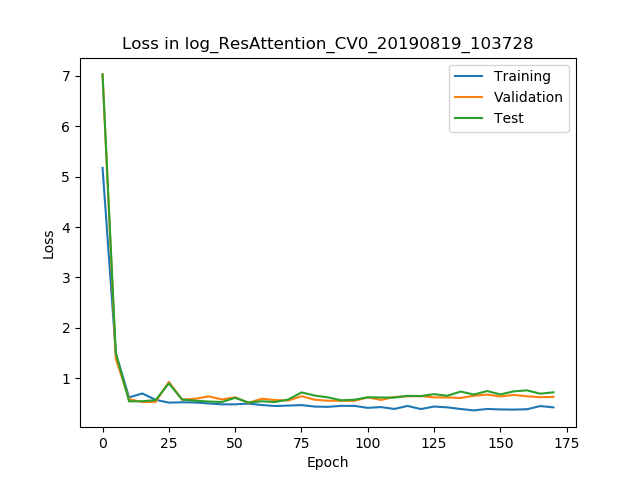 Loss in log_ResAttention_CV0_20190819_103728
Training
Validation
Test
7
6
5
4
3
2
1
Loss
0 25 50 75 100 125 150 175
Epoch